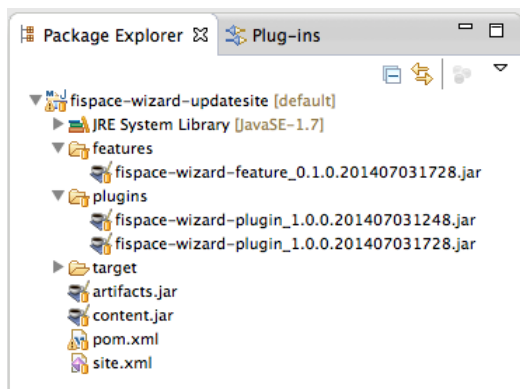 Package Explorer Plug-ins
fispace-wizard-updatesite [default]
JRE System Library [JavaSE-1.7]
features
fispace-wizard-feature_0.1.0.201407031728.jar
plugins
fispace-wizard-plugin_1.0.0.201407031248.jar
fispace-wizard-plugin_1.0.0.201407031728.jar
target
artifacts.jar
content.jar
pom.xml
site.xml